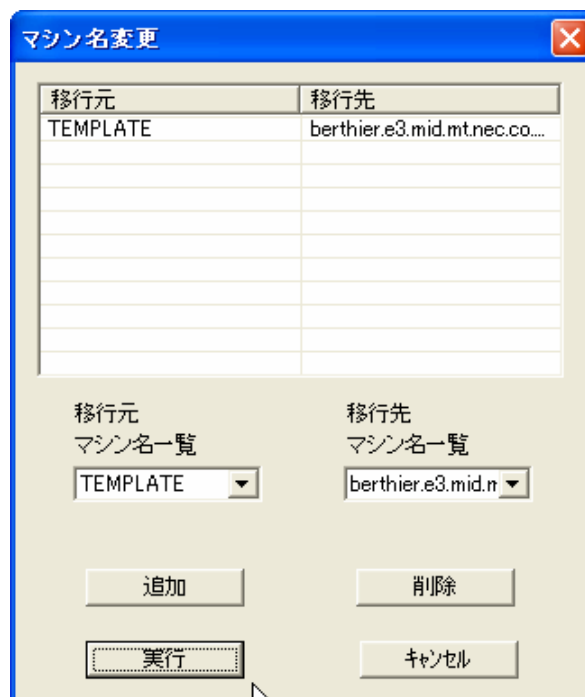 マシン名変更
移行元 移行先
TEMPLATE berthier.e3.mid.mt.nec.co....
移行元 移行先
マシン名一覧 マシン名一覧
TEMPLATE berthier.e3.mid.m
追加 削除
実行 ｷｬﾝｾﾙ